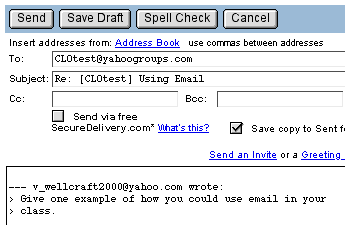 Send Save Draft Spell Check Cancel
Insert addresses from: Address Book use commas between addresses
To: CLOtest@yahoogroups.com
Subject: Re: [CLOtest] Using Email
Cc: Bcc:
Send via free
SecureDelivery.com* What's this? Save copy to Sent
Send an Invite or a Greeting
--- v_wellcraft2000@yahoo.com wrote:
> Give one example of how you could use email in your
> class.